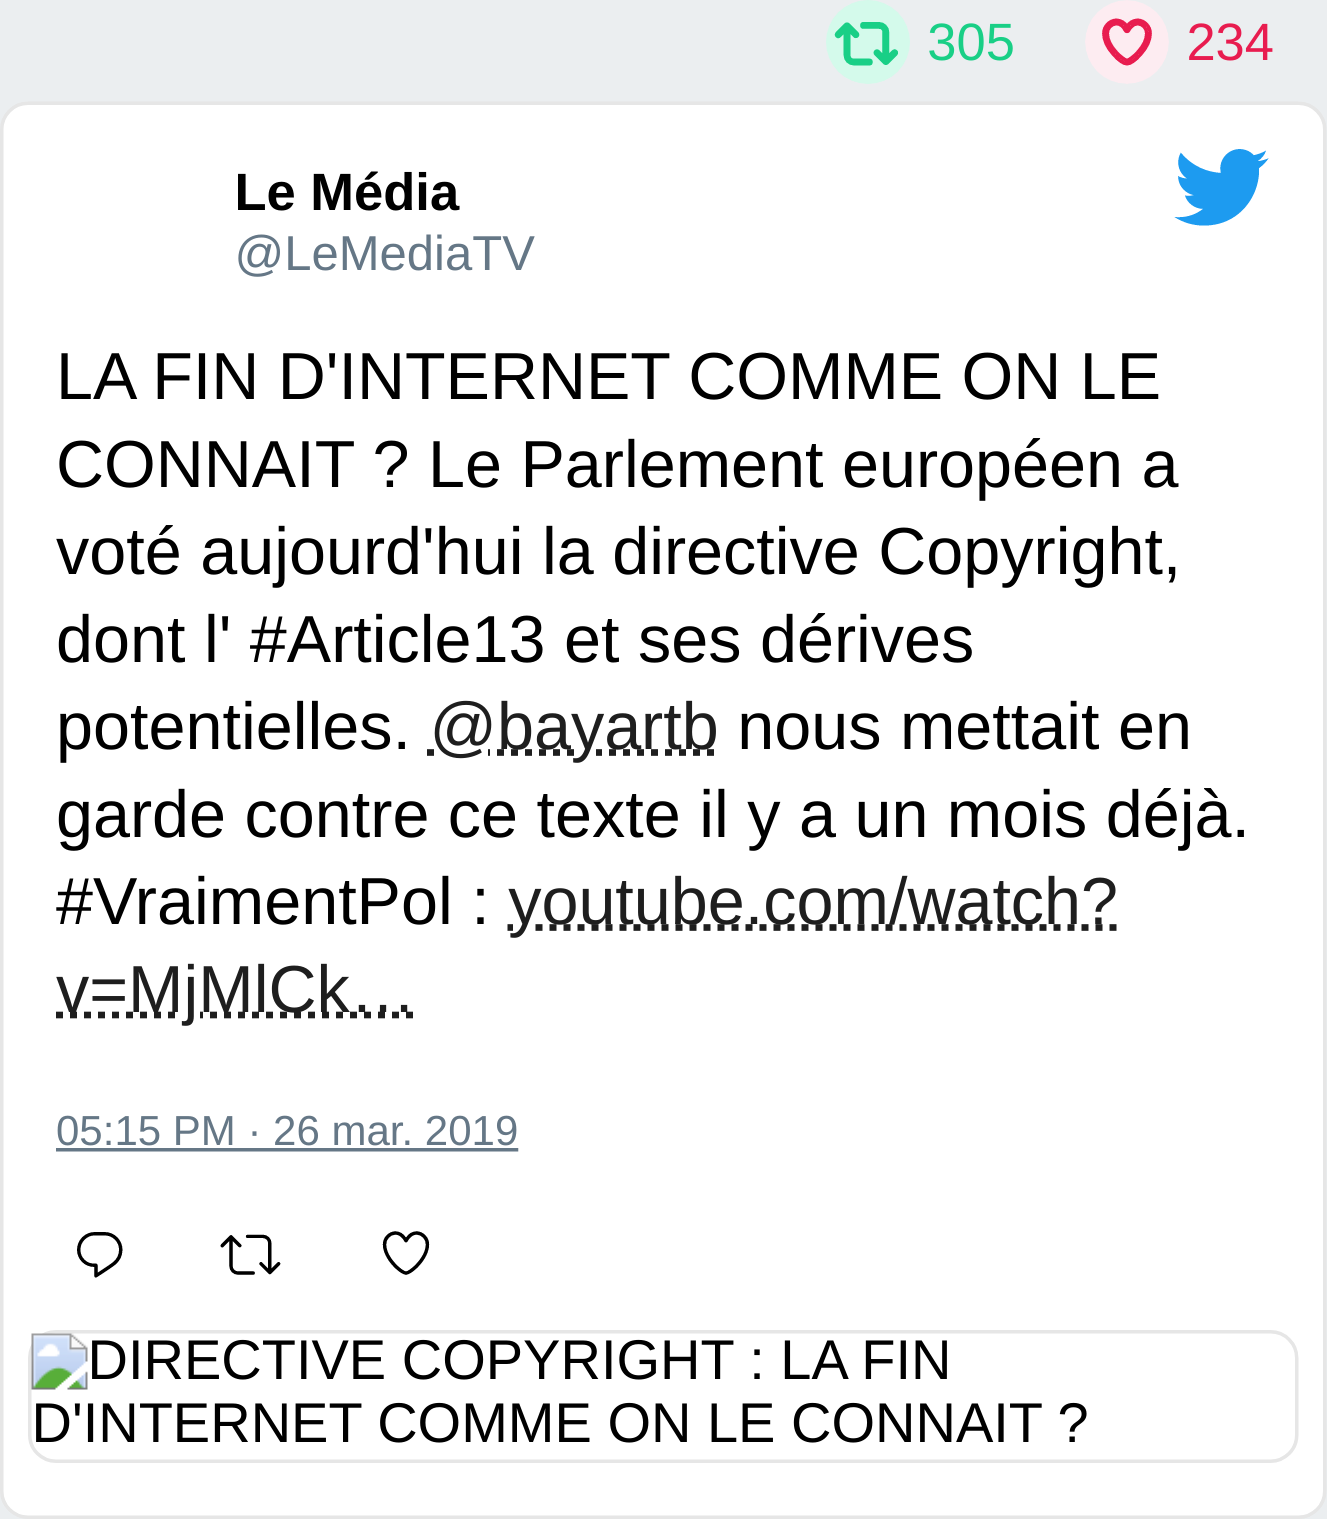 305 234
Le Média
@LeMediaTV
LA FIN D'INTERNET COMME ON LE
CONNAIT ? Le Parlement européen a
voté aujourd'hui la directive Copyright,
dont l' #Article13 et ses dérives
potentielles. @bayartb nous mettait en
garde contre ce texte il y a un mois déjà.
#VraimentPol : youtube.com/watch?
v=MjMlCk…
05:15 PM · 26 mar. 2019
DIRECTIVE COPYRIGHT : LA FIN
D'INTERNET COMME ON LE CONNAIT ?